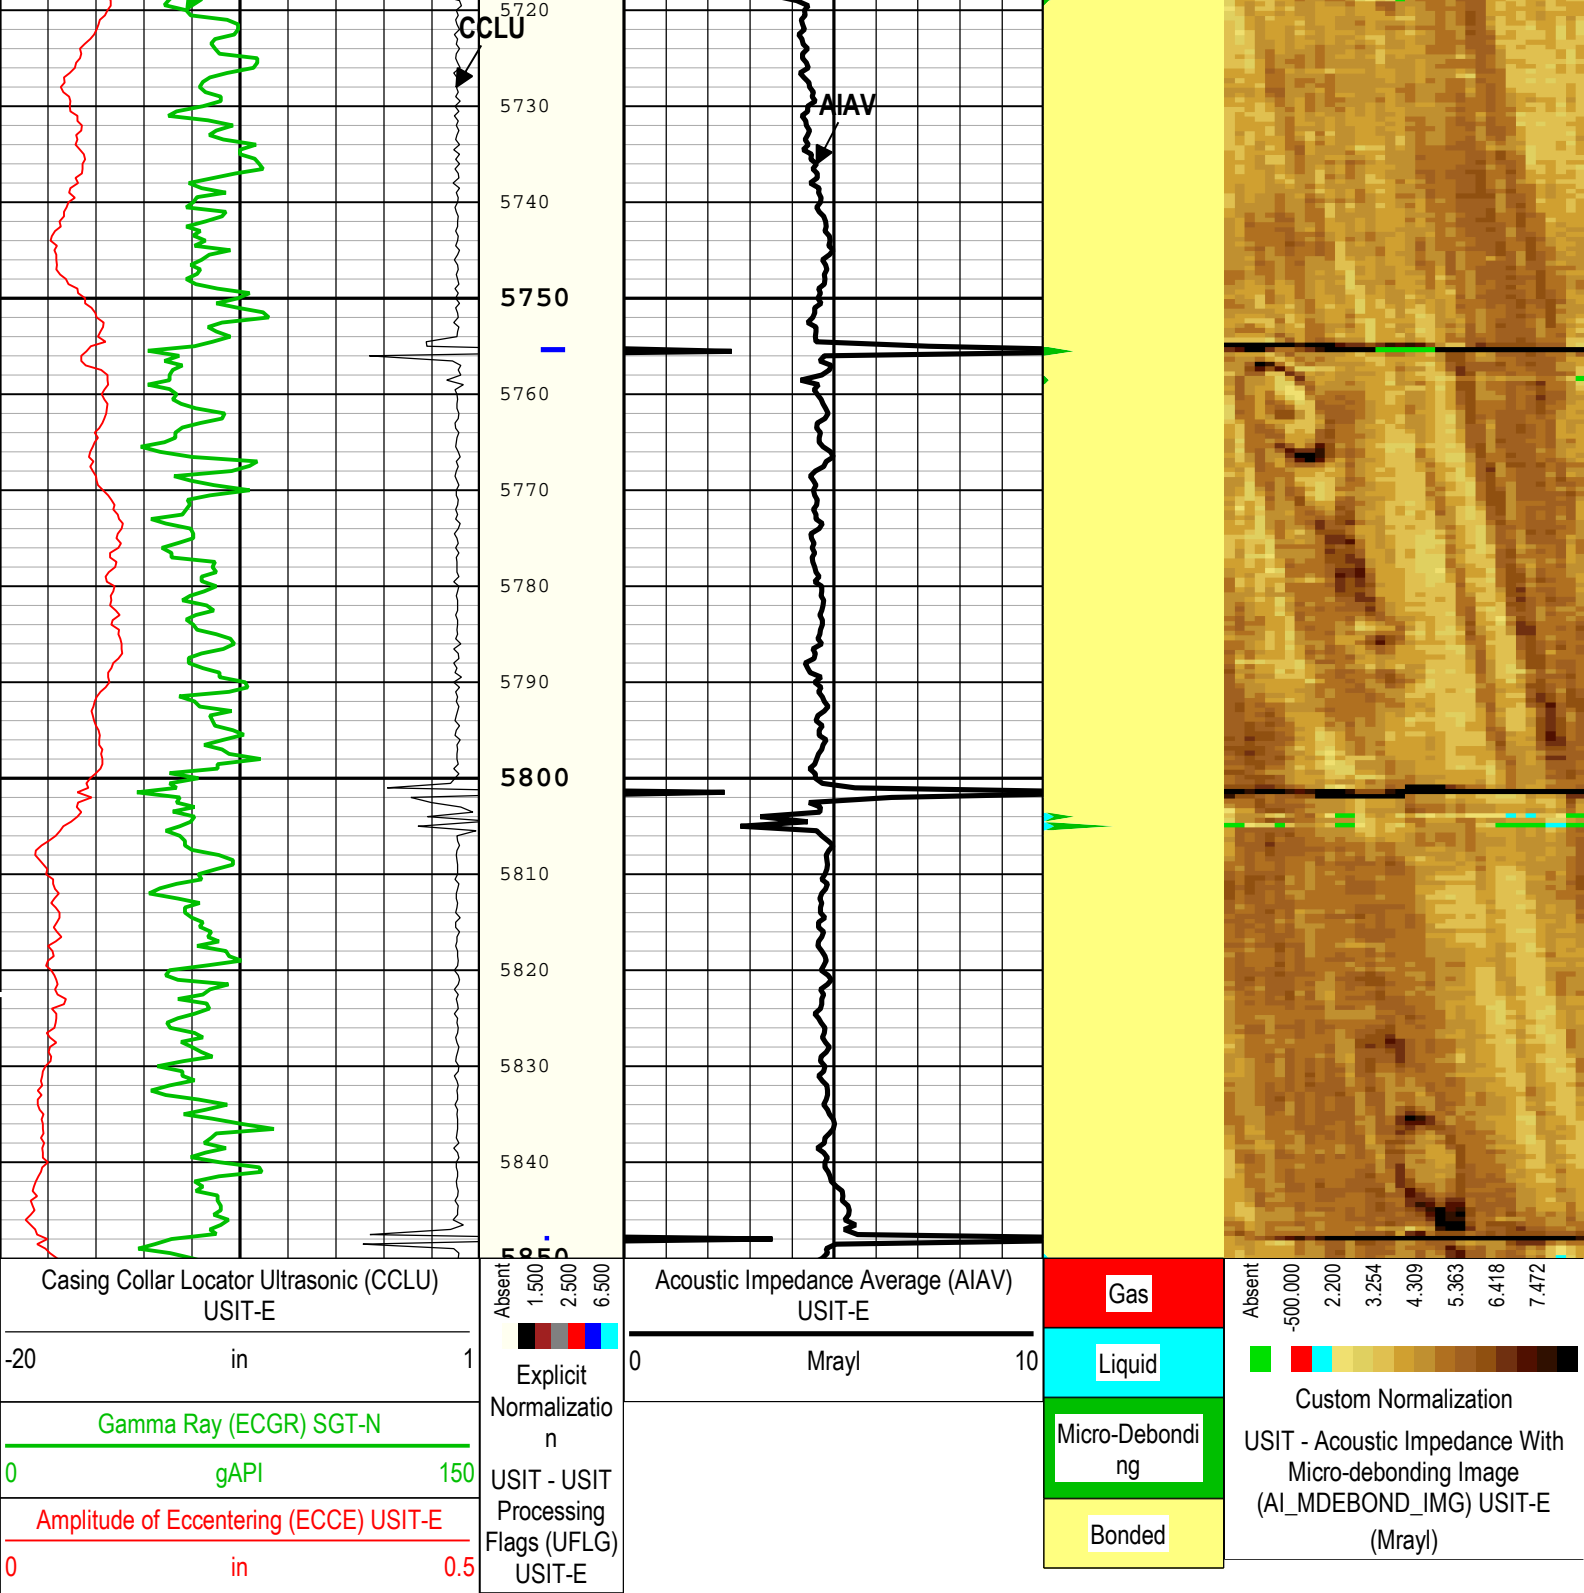 5720
CCLU
5730
AIAV
5740
5750
5760
5770
5780
5790
5800
5810
5820
5830
5840
5850
Casing Collar Locator Ultrasonic (CCLU)
USIT-E
-20 in 1
Gamma Ray (ECGR) SGT-N
0 gAPI 150
Amplitude of Eccentering (ECCE) USIT-E
0 in 0.5
Absent
1.500
2.500
6.500
Explicit
Normalizatio
n
USIT - USIT
Processing
Flags (UFLG)
USIT-E
Acoustic Impedance Average (AIAV)
USIT-E
0 Mrayl 10
Gas
Liquid
Micro-Debondi
ng
Bonded
Absent
-500.000
2.200
3.254
4.309
5.363
6.418
7.472
Custom Normalization
USIT - Acoustic Impedance With
Micro-debonding Image
(AI_MDEBOND_IMG) USIT-E
(Mrayl)